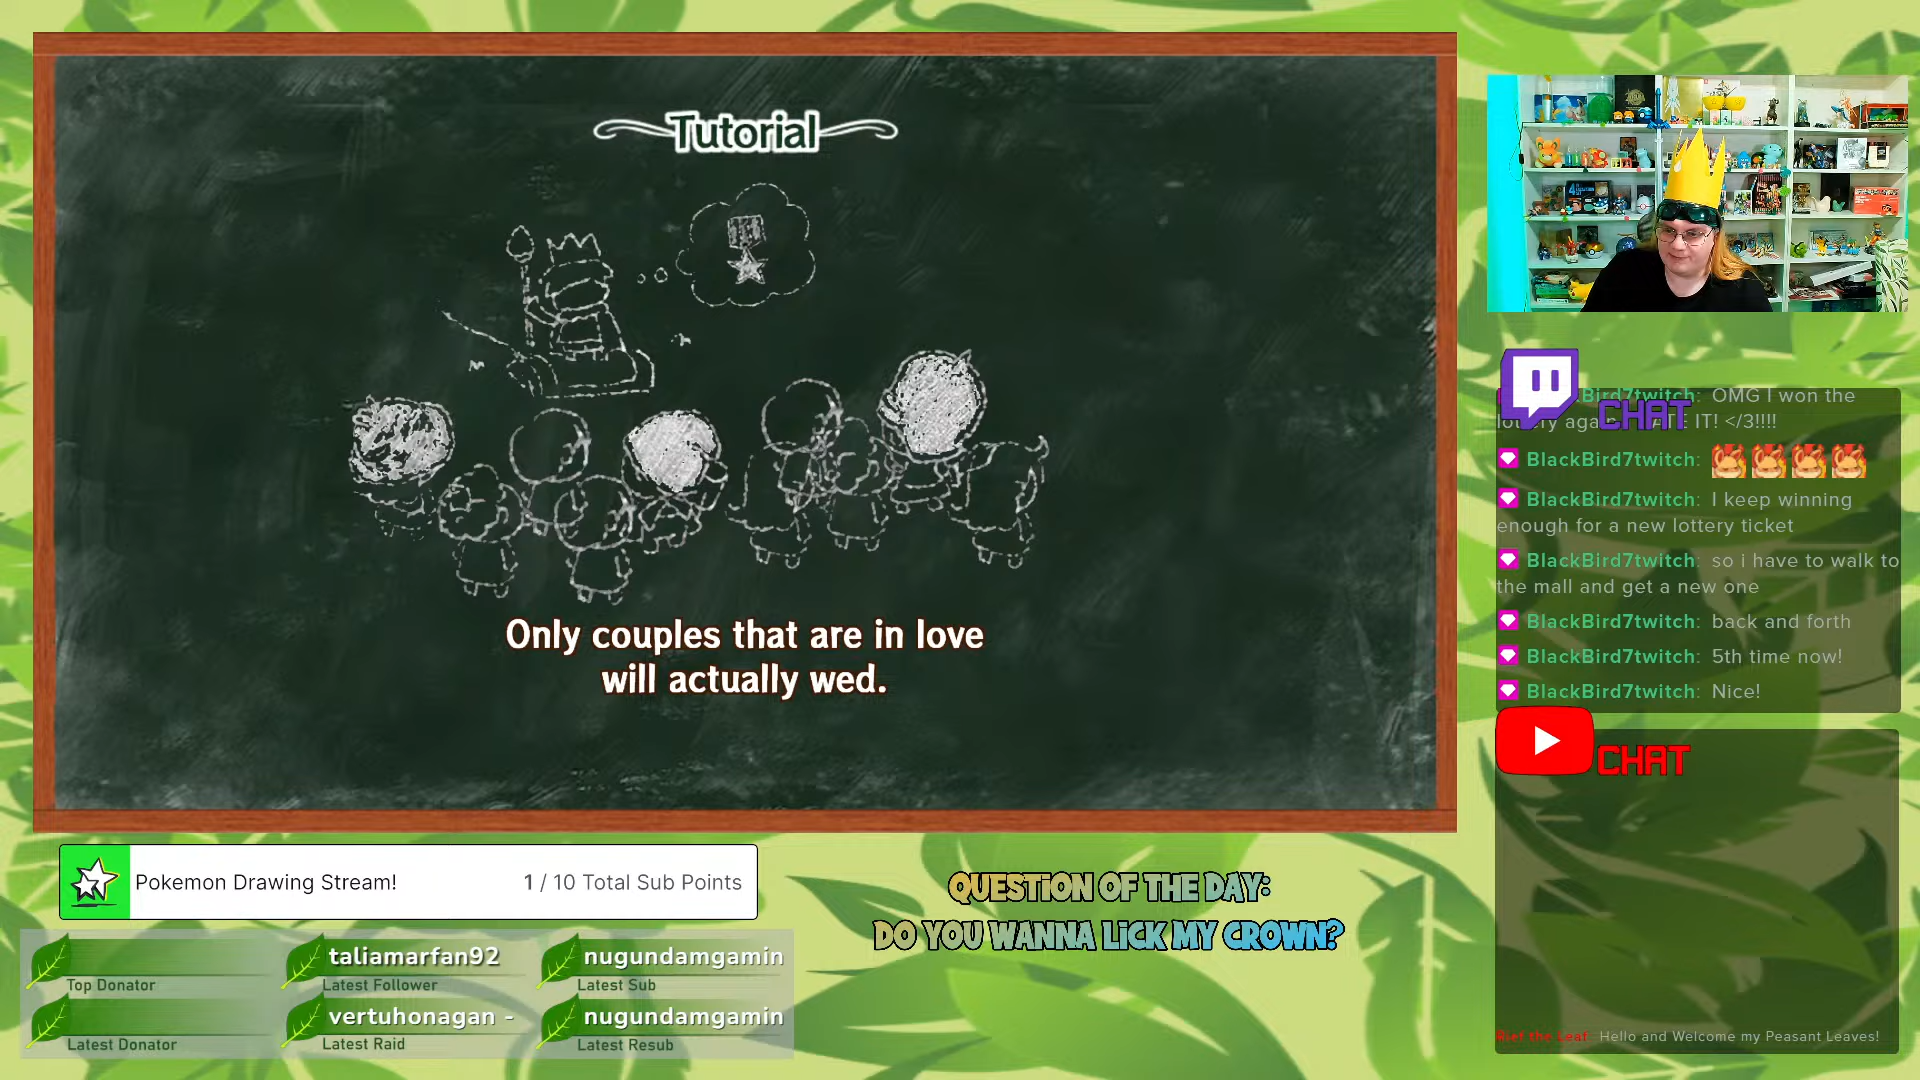 Tutorial
Only couples that are in love
will actually wed.
CHAT
Bird7twitch: OMG I won the
IT! </3!!!!
BlackBird7twitch:
BlackBird7twitch: I keep winning
enough for a new lottery ticket
BlackBird7twitch: so i have to walk to
the mall and get a new one
BlackBird7twitch: back and forth
BlackBird7twitch: 5th time now!
BlackBird7twitch: Nice!
CHAT
Hello and Welcome my Peasant Leaves!
Pokemon Drawing Stream! 1 / 10 Total Sub Points
QUESTION OF THE DAY:
DO YOU WANNA LICK MY CROWN?
Top Donator
taliamarfan92
Latest Follower
nugundamgamin
Latest Sub
Latest Donator
vertuhonagan -
Latest Raid
nugundamgamin
Latest Resub